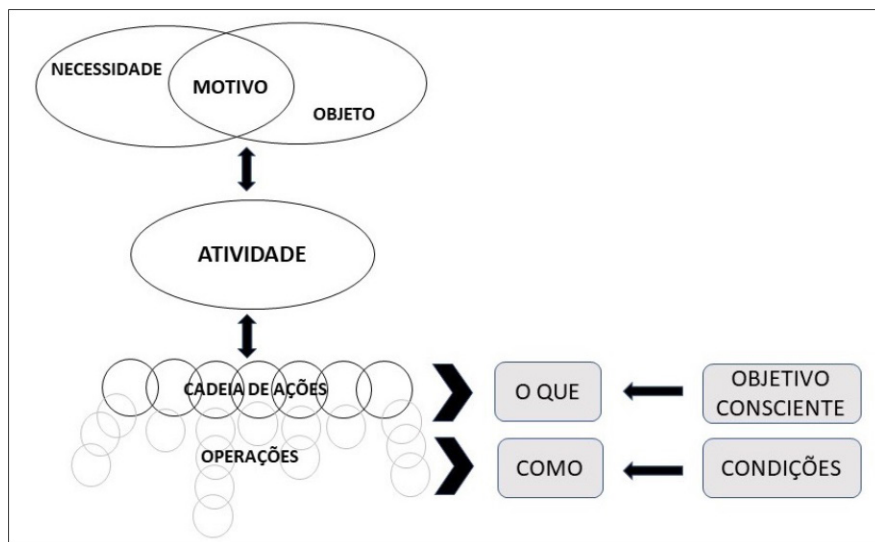 NECESSIDADE
MOTIVO
OBJETO
ATIVIDADE
CADEIA DE AÇÕES
O QUE
OBJETIVO
CONSCIENTE
OPERAÇÕES
COMO
CONDIÇÕES